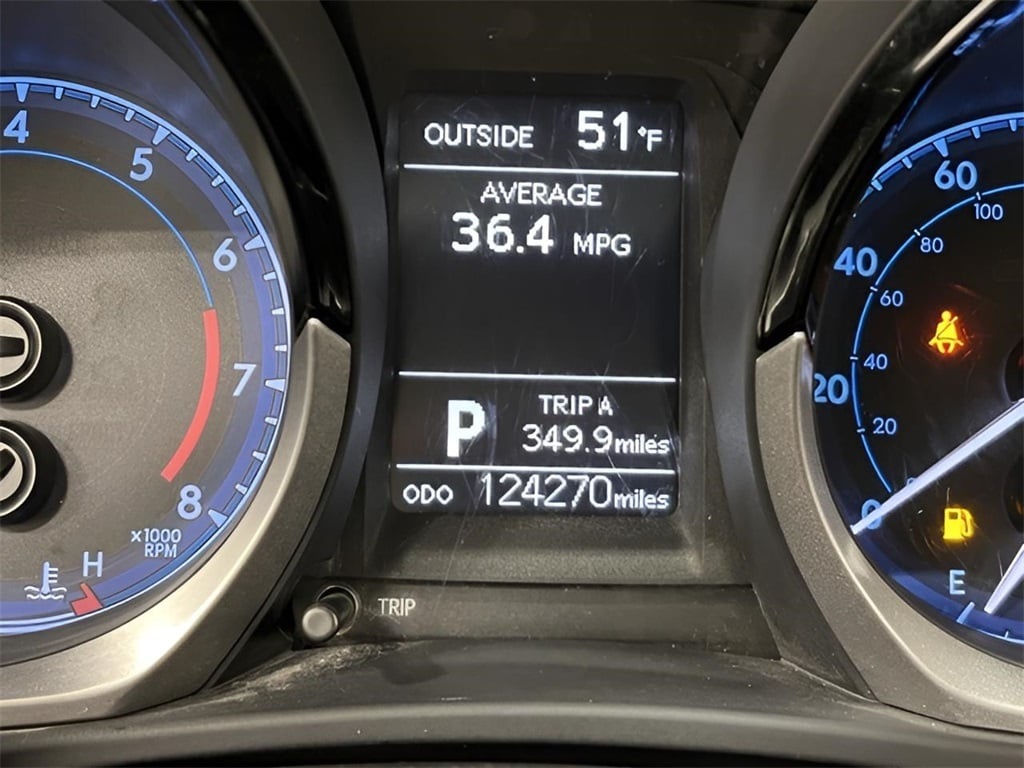 OUTSIDE 51°F
AVERAGE
36.4 MPG
P
TRIP A
349.9 miles
ODO 124270 miles
TRIP
4
5
6
7
8
x1000
RPM
H
60
100
80
40
60
40
20
20
0
E